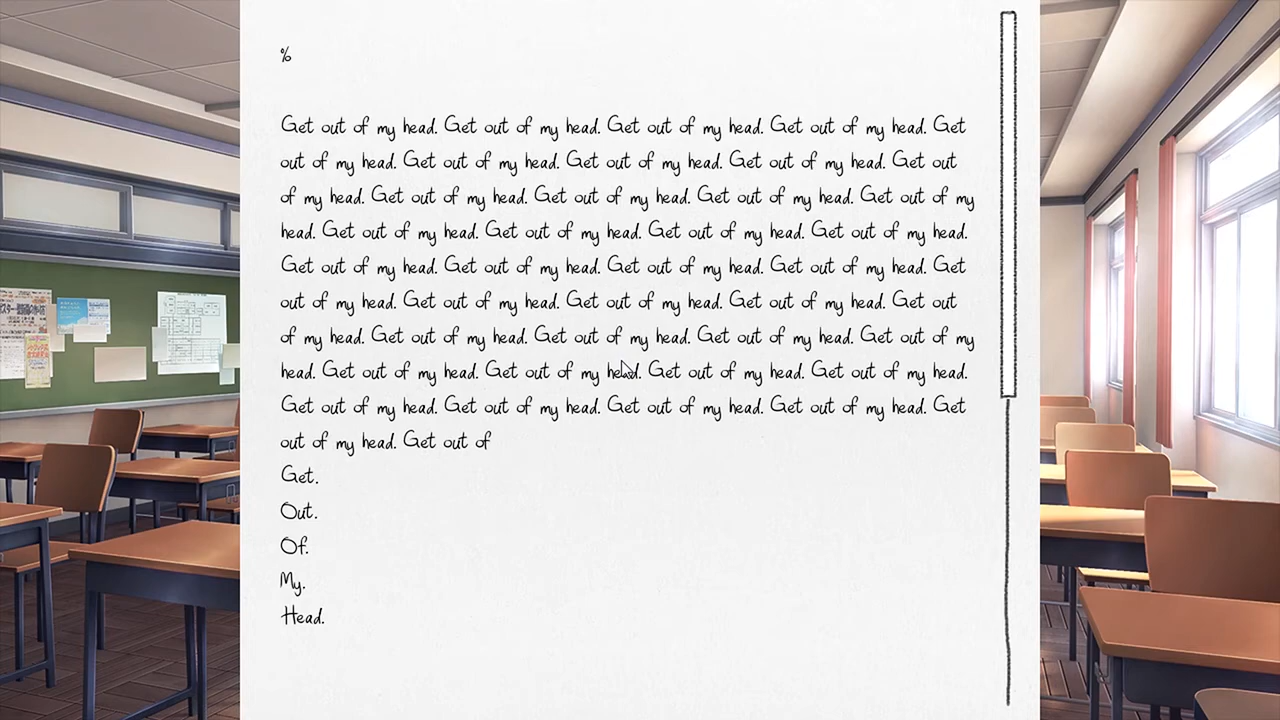 %
Get out of my head. Get out of my head. Get out of my head. Get out of my head. Get
out of my head. Get out of my head. Get out of my head. Get out of my head. Get out
of my head. Get out of my head. Get out of my head. Get out of my head. Get out of my
head. Get out of my head. Get out of my head. Get out of my head. Get out of my head.
Get out of my head. Get out of my head. Get out of my head. Get out of my head. Get
out of my head. Get out of my head. Get out of my head. Get out of my head. Get out
of my head. Get out of my head. Get out of my head. Get out of my head. Get out of my
head. Get out of my head. Get out of my head. Get out of my head. Get out of my head.
Get out of my head. Get out of my head. Get out of my head. Get out of my head. Get
out of my head. Get out of
Get.
Out.
Of.
My.
Head.